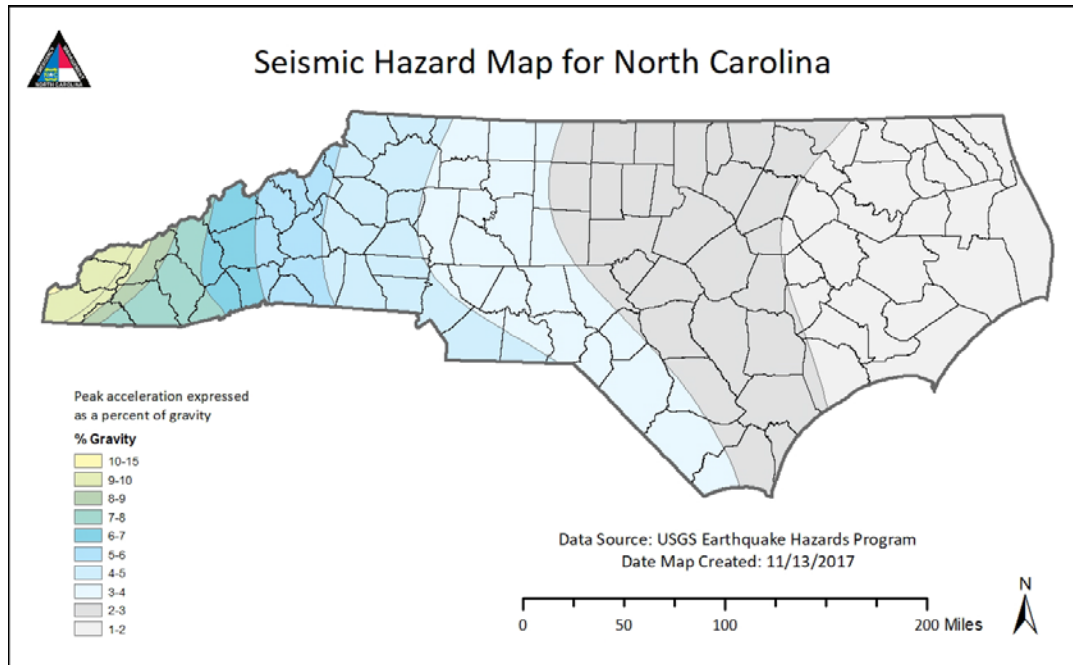 Seismic Hazard Map for North Carolina
NORTH CAROLINA
Peak acceleration expressed
as a percent of gravity
% Gravity
10-15
9-10
8-9
7-8
6-7
5-6
4-5
3-4
2-3
1-2
Data Source: USGS Earthquake Hazards Program
Date Map Created: 11/13/2017
0 50 100 200 Miles
N